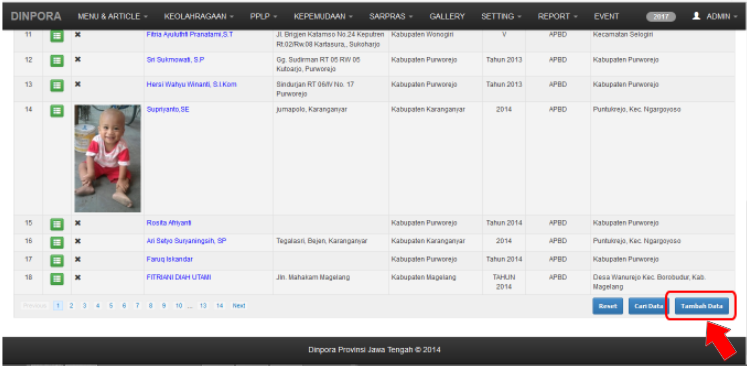 DINPORA MENU & ARTICLE KEOLAHRAGAAN PPLP KEPEMUDAAN SARPRAS GALLERY SETTING REPORT EVENT 2017 ADMIN
11 Fitria Ayuluthfi Pranatami,S.T Jl. Brigjen Katamso No.24 Keputren Kabupaten Wonogiri V APBD Kecamatan Selogiri
Rt.02/Rw.08 Kartasura,, Sukoharjo
12 Sri Sukmowati, S.P Gg. Sudirman RT 05 RW 05 Kabupaten Purworejo Tahun 2013 APBD Kabupaten Purworejo
Kutoarjo, Purworejo
13 Harsi Wahyu Winanti, S.I.Kom Sindurjan RT 06/IV No. 17 Kabupaten Purworejo Tahun 2013 APBD Kabupaten Purworejo
Purworejo
14 Supriyanto,SE jumapolo, Karanganyar Kabupaten Karanganyar 2014 APBD Puntukrejo, Kec. Ngargoyoso
15 Rosita Afriyanti Kabupaten Purworejo Tahun 2014 APBD Kabupaten Purworejo
16 Ari Setyo Suryaningsih, SP Tegalasri, Bejen, Karanganyar Kabupaten Karanganyar 2014 APBD Puntukrejo, Kec. Ngargoyoso
17 Faruq Iskandar Kabupaten Purworejo Tahun 2014 APBD Kabupaten Purworejo
18 FITRIANI DIAH UTAMI Jln. Mahakam Magelang Kabupaten Magelang TAHUN APBD Desa Wanurejo Kec. Borobudur, Kab.
2014 Magelang
Previous 1 2 3 4 5 6 7 8 9 10 ... 13 14 Next Reset Cari Data Tambah Data
Dinpora Provinsi Jawa Tengah © 2014